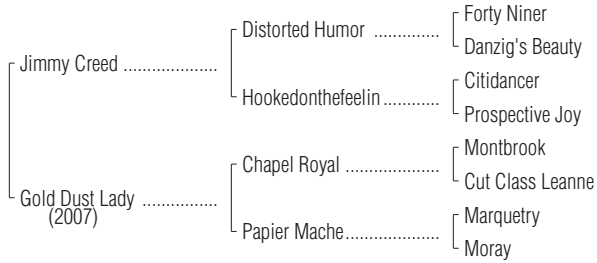 Forty Niner
Distorted Humor ..............
Danzig's Beauty
Jimmy Creed ...................
Citidancer
Hookedonthefeelin ............
Prospective Joy
Montbrook
Chapel Royal ....................
Cut Class Leanne
Gold Dust Lady ................
(2007)
Marquetry
Papier Mache....................
Moray